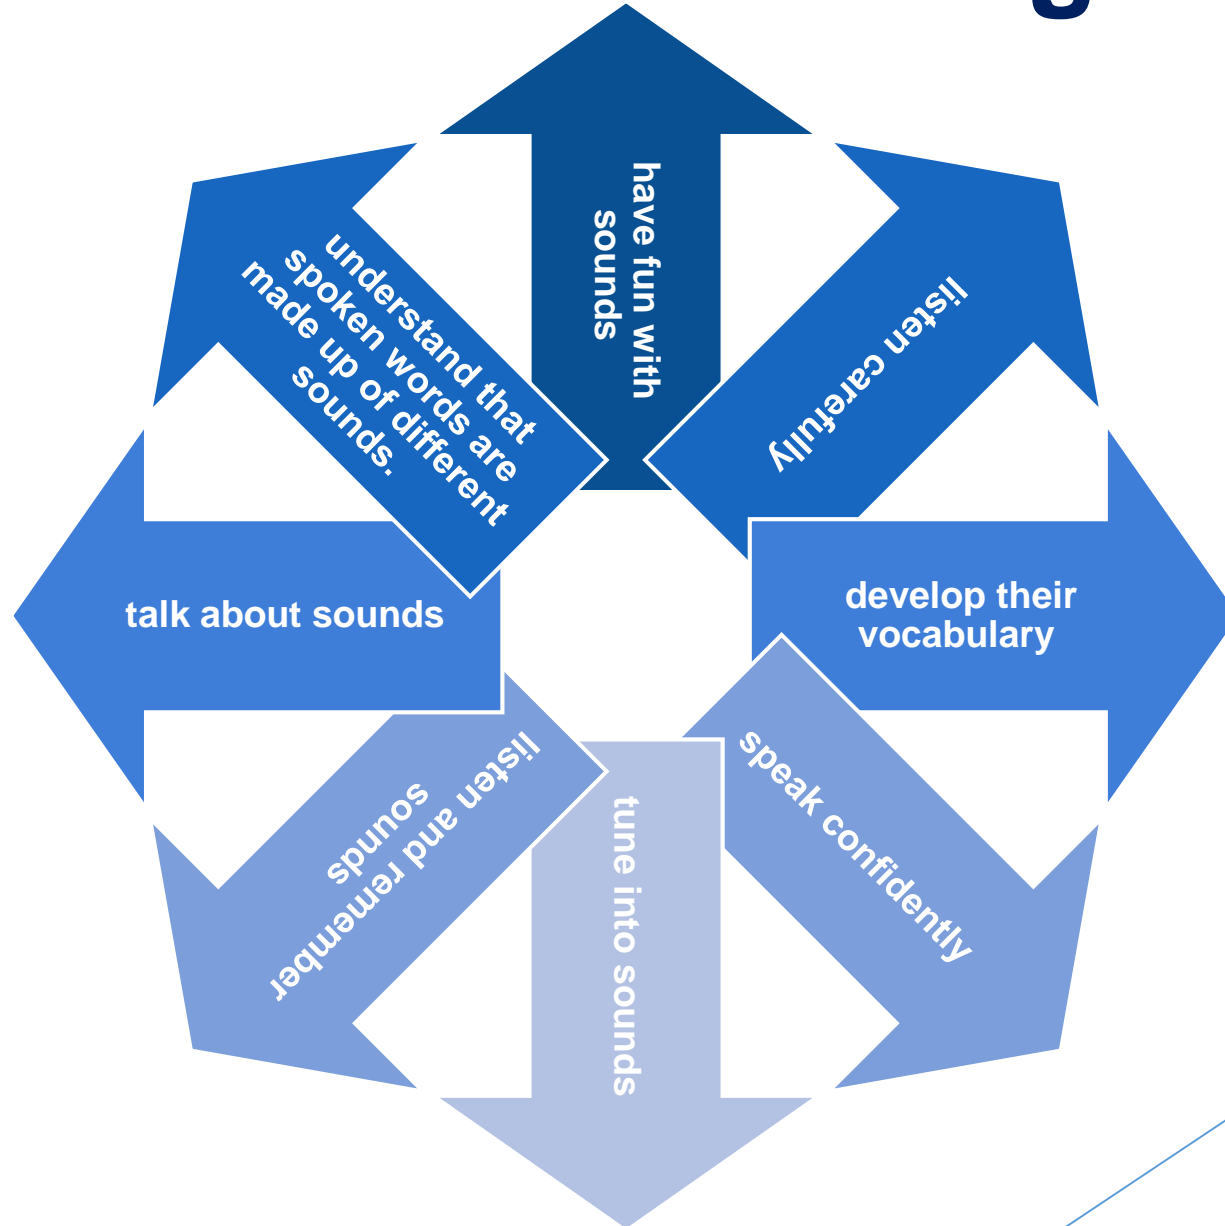 have fun with
sounds
listen carefully
develop their
vocabulary
speak confidently
tune into sounds
listen and remember
sounds
talk about sounds
understand that
spoken words are
made up of different
sounds.